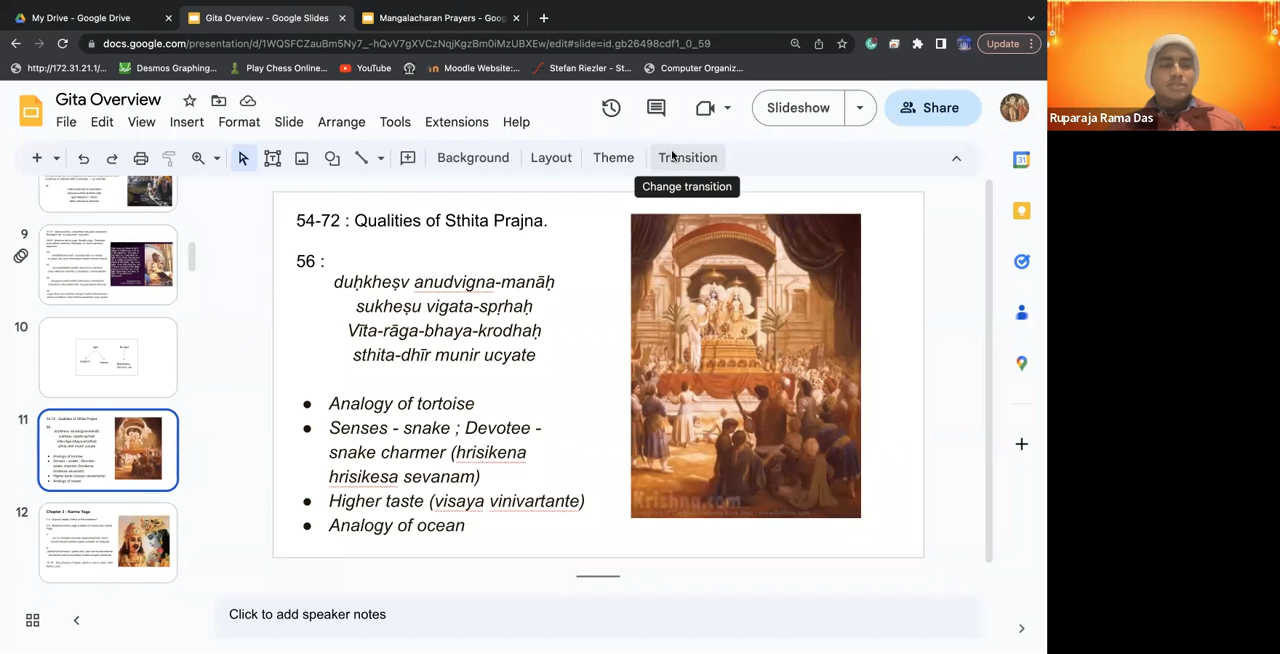 My Drive - Google Drive
Gita Overview - Google Slides
Mangalacharan Prayers - Goog
docs.google.com/presentation/d/1WQSFCZauBm5Ny7_-hQvV7gXVCzNqjKgzBm0iMzUBXEw/edit#slide=id.gb26498cdf1_0_59
Update
http://172.31.21.1/...
Desmos Graphing...
Play Chess Online...
YouTube
Moodle Website:...
Stefan Riezler - St...
Computer Organiz...
Ruparaja Rama Das
Gita Overview
File Edit View Insert Format Slide Arrange Tools Extensions Help
Slideshow
Share
Background
Layout
Theme
Transition
Change transition
31
9
10
11
12
54-72 : Qualities of Sthita Prajna.
56 :
duḥkheṣv anudvigna-manāḥ
sukheṣu vigata-spṛhaḥ
Vīta-rāga-bhaya-krodhaḥ
sthita-dhīr munir ucyate
● Analogy of tortoise
● Senses - snake ; Devotee -
snake charmer (hrisikena
hrisikesa sevanam)
● Higher taste (visaya vinivartante)
● Analogy of ocean
Krishna.com
Click to add speaker notes